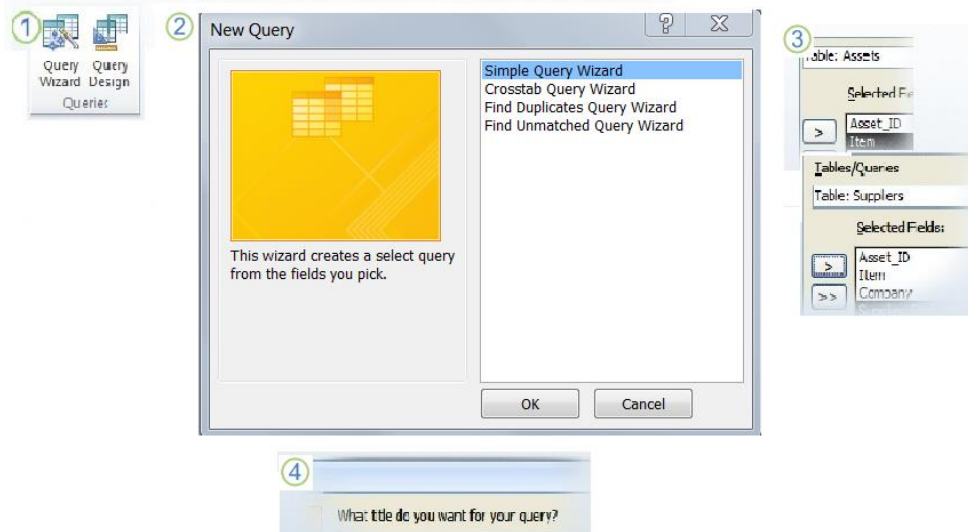 1
Query Query
Wizard Design
Queries
2
New Query
Simple Query Wizard
Crosstab Query Wizard
Find Duplicates Query Wizard
Find Unmatched Query Wizard
This wizard creates a select query
from the fields you pick.
OK
Cancel
3
Table: Assets
Selected
>
Asset_ID
Item
Tables/Queries
Table: Suppliers
Selected Fields:
>
>>
Asset_ID
Item
Company
4
What title do you want for your query?